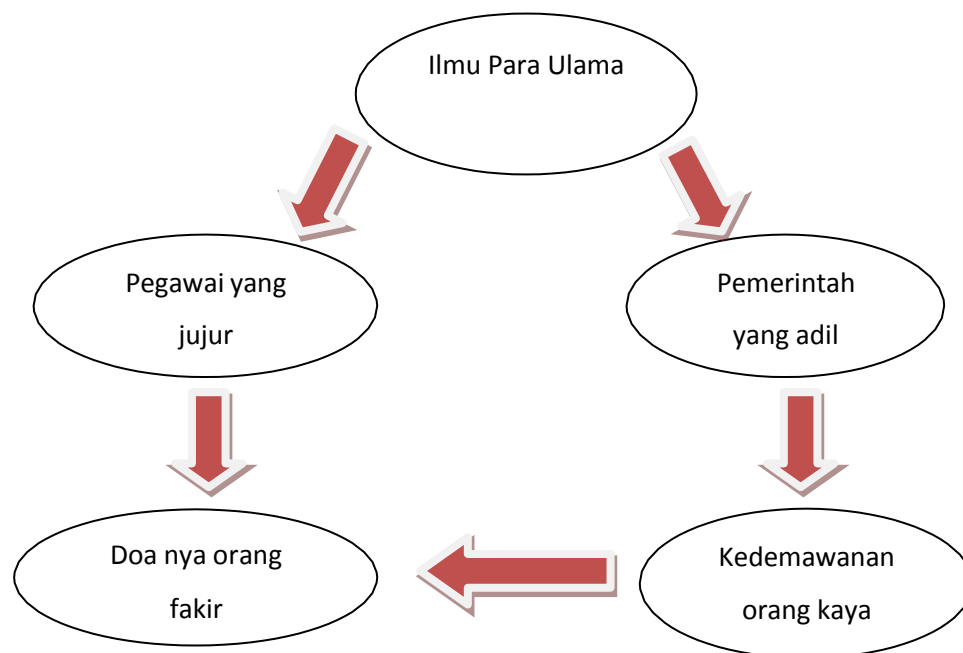 Ilmu Para Ulama
Pegawai yang
jujur
Pemerintah
yang adil
Doa nya orang
fakir
Kedemawanan
orang kaya